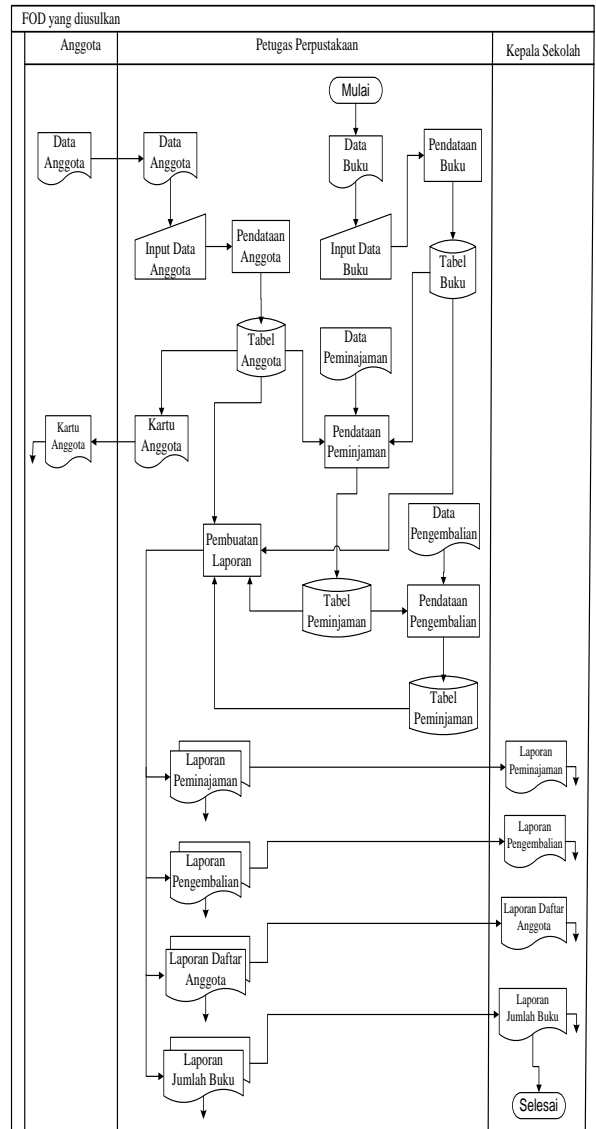 FOD yang diusulkan
Anggota
Petugas Perpustakaan
Kepala Sekolah
Mulai
Data
Anggota
Data
Anggota
Data
Buku
Pendataan
Buku
Input Data
Anggota
Pendataan
Anggota
Input Data
Buku
Tabel
Buku
Tabel
Anggota
Data
Peminajaman
Kartu
Anggota
Kartu
Anggota
Pendataan
Peminjaman
Data
Pengembalian
Pembuatan
Laporan
Tabel
Peminjaman
Pendataan
Pengembalian
Tabel
Peminjaman
Laporan
Peminajaman
Laporan
Peminajaman
Laporan
Pengembalian
Laporan
Pengembalian
Laporan Daftar
Anggota
Laporan Daftar
Anggota
Laporan
Jumlah Buku
Laporan
Jumlah Buku
Selesai